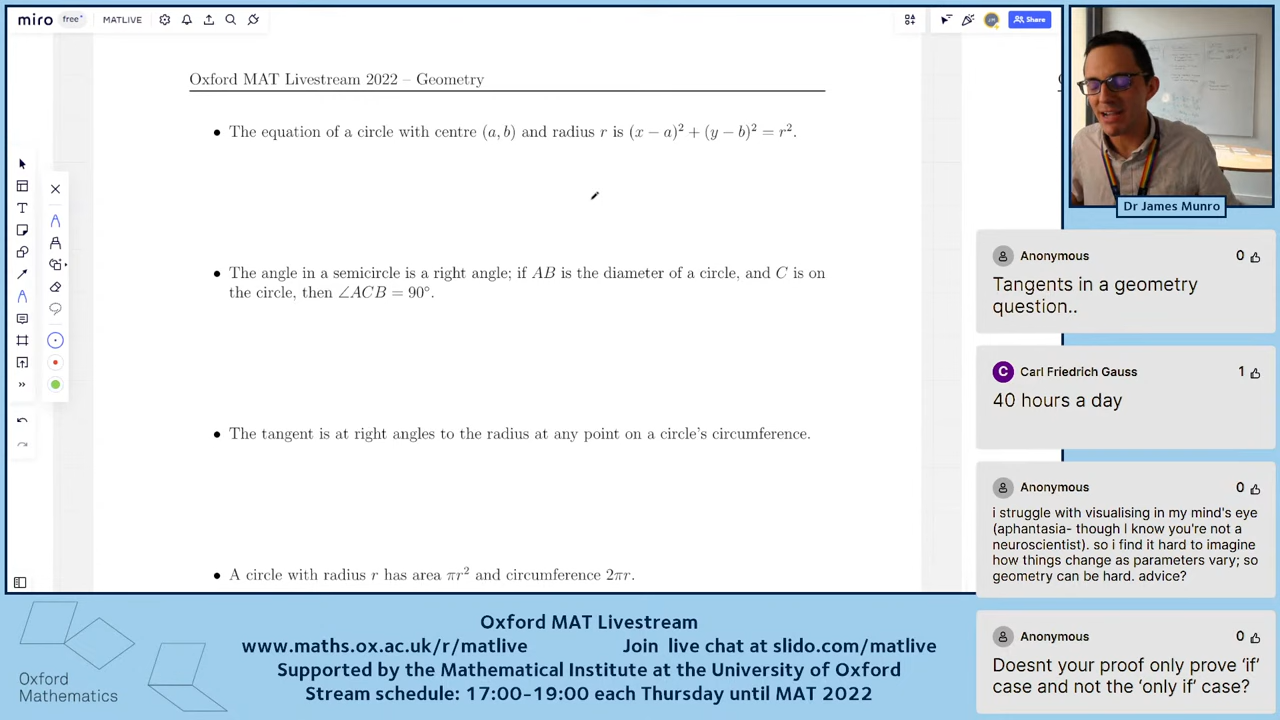 miro free MATLIVE
Share
Oxford MAT Livestream 2022 – Geometry
• The equation of a circle with centre (a, b) and radius r is (x − a)² + (y − b)² = r².
• The angle in a semicircle is a right angle; if AB is the diameter of a circle, and C is on
the circle, then ∠ACB = 90°.
• The tangent is at right angles to the radius at any point on a circle's circumference.
• A circle with radius r has area πr² and circumference 2πr.
Dr James Munro
Anonymous 0
Tangents in a geometry
question..
C Carl Friedrich Gauss 1
40 hours a day
Anonymous 0
i struggle with visualising in my mind's eye
(aphantasia- though I know you're not a
neuroscientist). so i find it hard to imagine
how things change as parameters vary; so
geometry can be hard. advice?
Anonymous 0
Doesnt your proof only prove 'if'
case and not the 'only if' case?
Oxford
Mathematics
Oxford MAT Livestream
www.maths.ox.ac.uk/r/matlive Join live chat at slido.com/matlive
Supported by the Mathematical Institute at the University of Oxford
Stream schedule: 17:00-19:00 each Thursday until MAT 2022